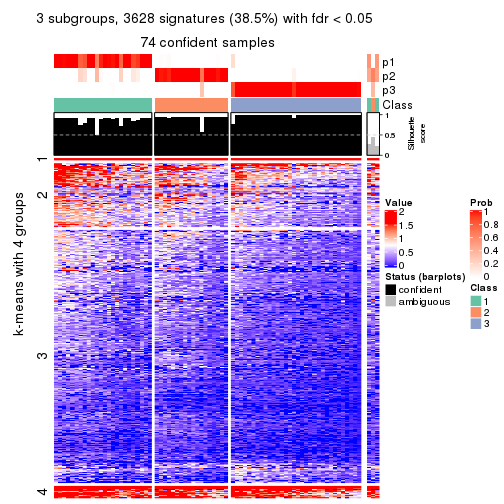 3 subgroups, 3628 signatures (38.5%) with fdr < 0.05
74 confident samples
p1
p2
p3
Class
1
0.5
0
Silhouette
score
k-means with 4 groups
1
2
3
4
Value
2
1.5
1
0.5
0
Status (barplots)
confident
ambiguous
Prob
1
0.8
0.6
0.4
0.2
0
Class
1
2
3